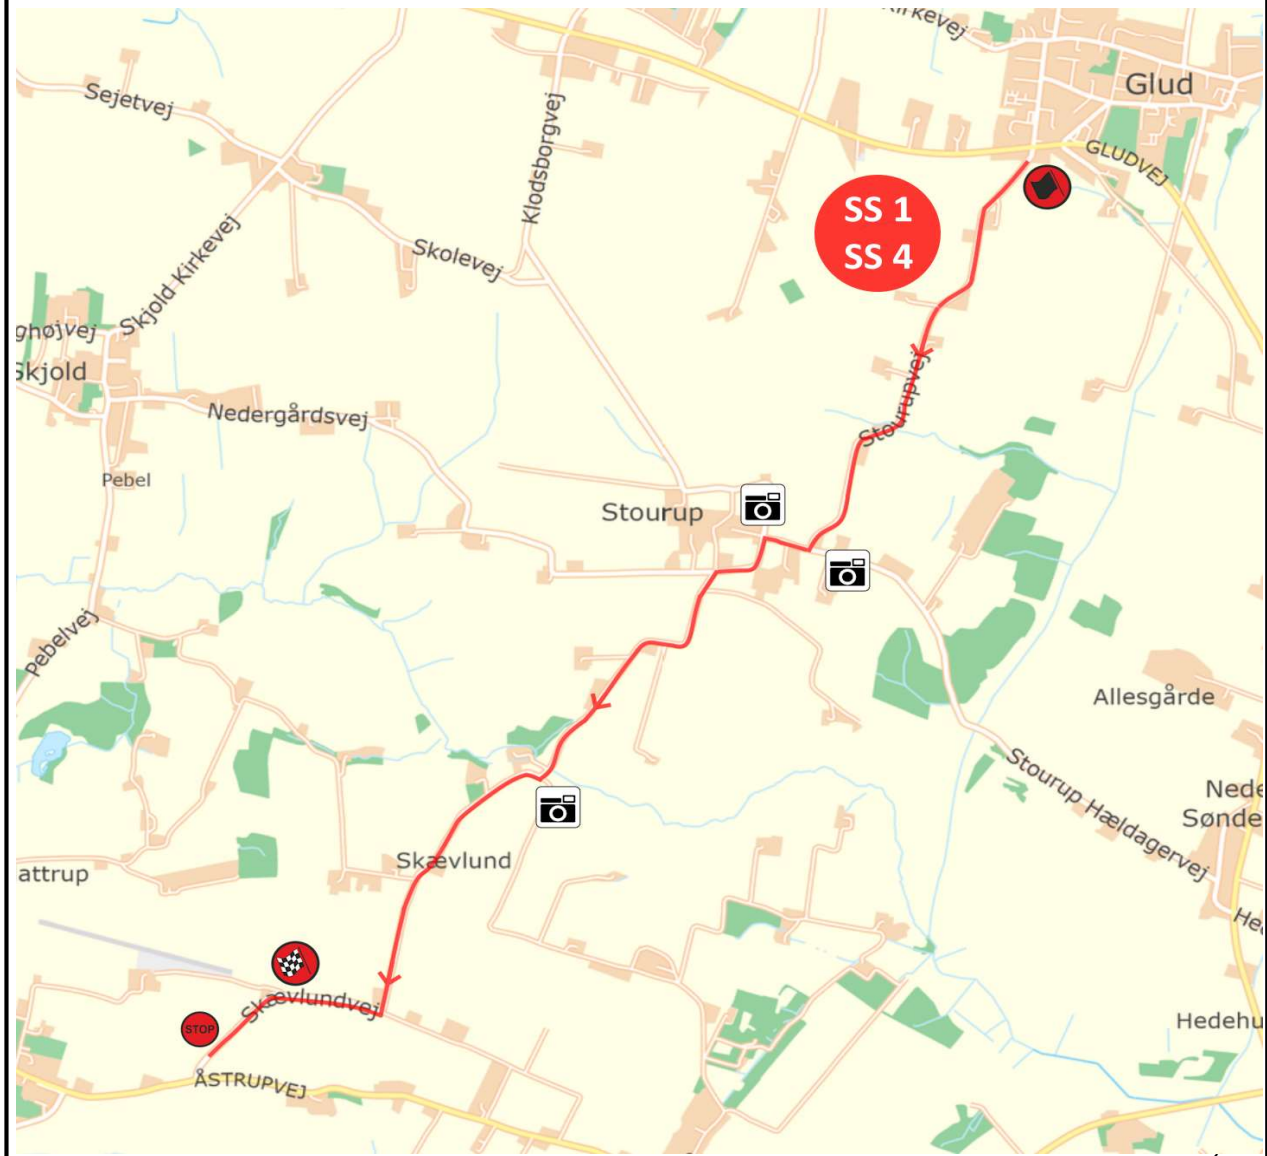 Glud
Sejetvej
Klodsborgvej
GLUDVEJ
SS 1
SS 4
Skolevej
Skjold Kirkevej
Skjold
Stourupvej
Nedergårdsvej
Pebel
Stourup
Pebelvej
Allesgårde
Stourup Hældagervej
Skævlund
Skævlundvej
STOP
Hedehu
ÅSTRUPVEJ